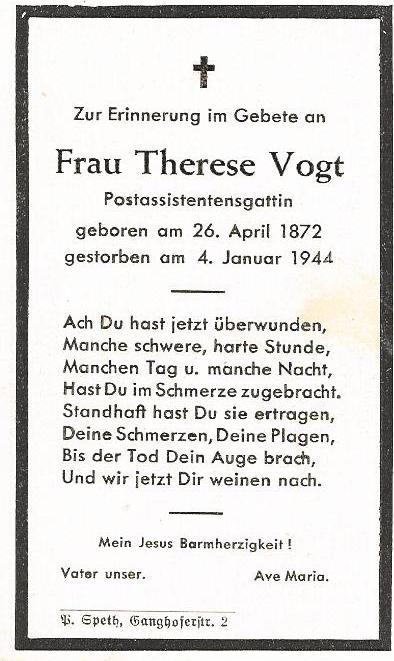 Zur Erinnerung im Gebete an
Frau Therese Vogt
Postassistentensgattin
geboren am 26. April 1872
gestorben am 4. Januar 1944
Ach Du hast jetzt überwunden,
Manche schwere, harte Stunde,
Manchen Tag u. manche Nacht,
Hast Du im Schmerze zugebracht.
Standhaft hast Du sie ertragen,
Deine Schmerzen, Deine Plagen,
Bis der Tod Dein Auge brach,
Und wir jetzt Dir weinen nach.
Mein Jesus Barmherzigkeit!
Vater unser. Ave Maria.
P. Speth, Ganghoferstr. 2